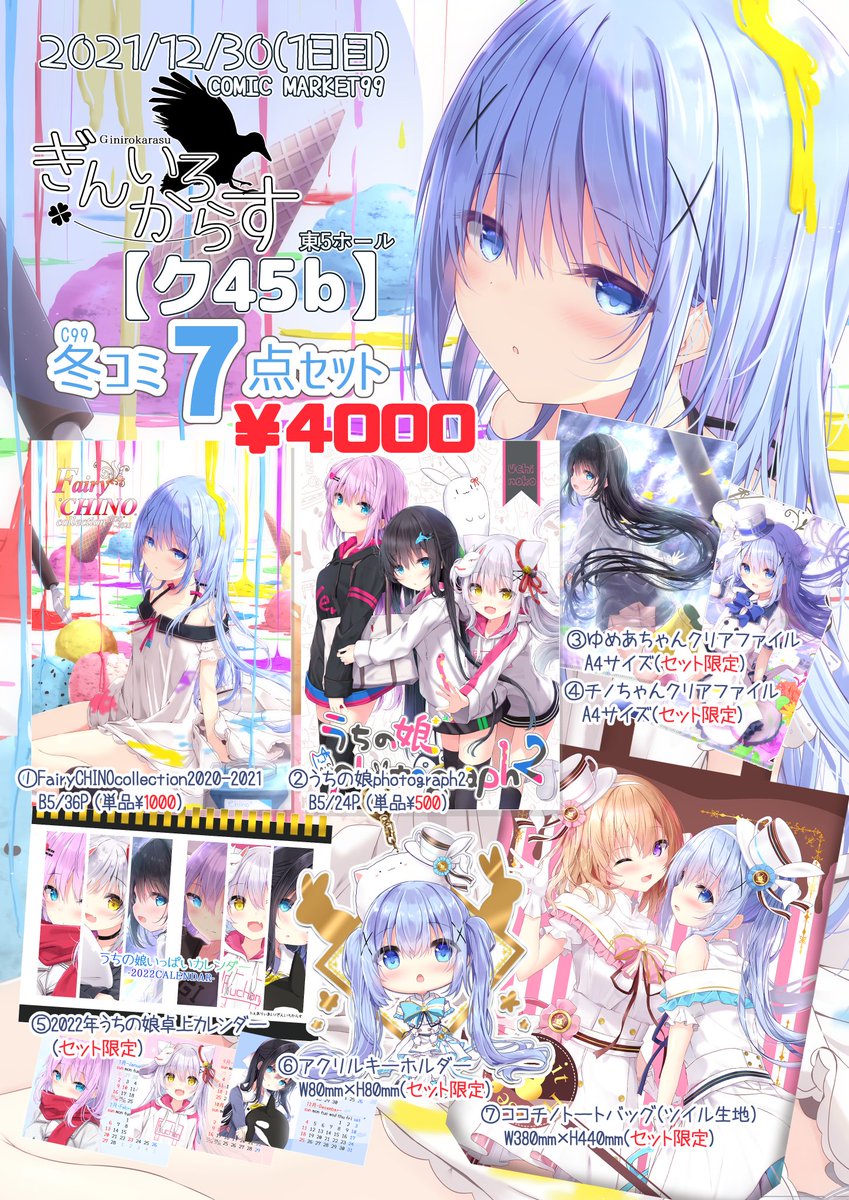 2021/12/30(1日目)
COMIC MARKET99
Ginirokarasu
ぎんいろ
からす
東5ホール
【ク45b】
C99
冬コミ7点セット
¥4000
Fairy
CHINO
collection
Uchi
noko
うちの娘
③ゆめあちゃんクリアファイル
A4サイズ(セット限定)
④チノちゃんクリアファイル
A4サイズ(セット限定)
①FairyCHINOcollection2020-2021
B5/36P (単品¥1000)
②うちの娘photograph2
B5/24P (単品¥500)
うちの娘いっぱいカレンダー
-2022CALENDAR-
⑤2022年うちの娘卓上カレンダー
(セット限定)
⑥アクリルキーホルダー
W80mm×H80mm(セット限定)
⑦ココチノトートバッグ(ツイル生地)
W380mm×H440mm(セット限定)